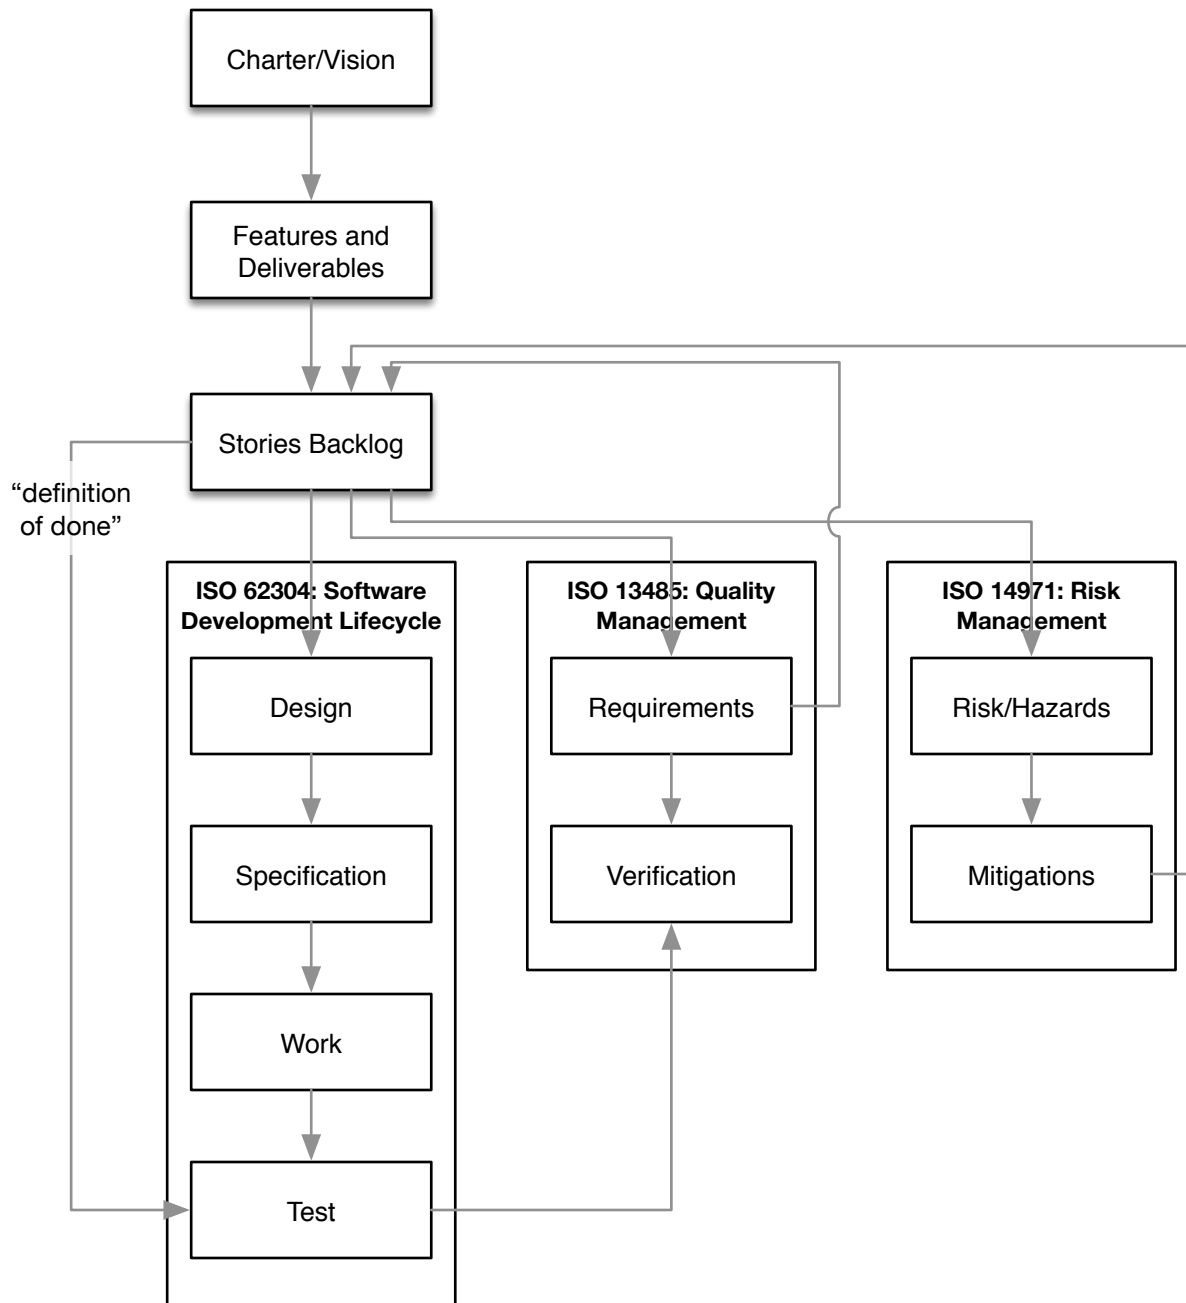 Charter/Vision
Features and
Deliverables
Stories Backlog
“definition
of done”
ISO 62304: Software
Development Lifecycle
Design
Specification
Work
Test
ISO 13485: Quality
Management
Requirements
Verification
ISO 14971: Risk
Management
Risk/Hazards
Mitigations